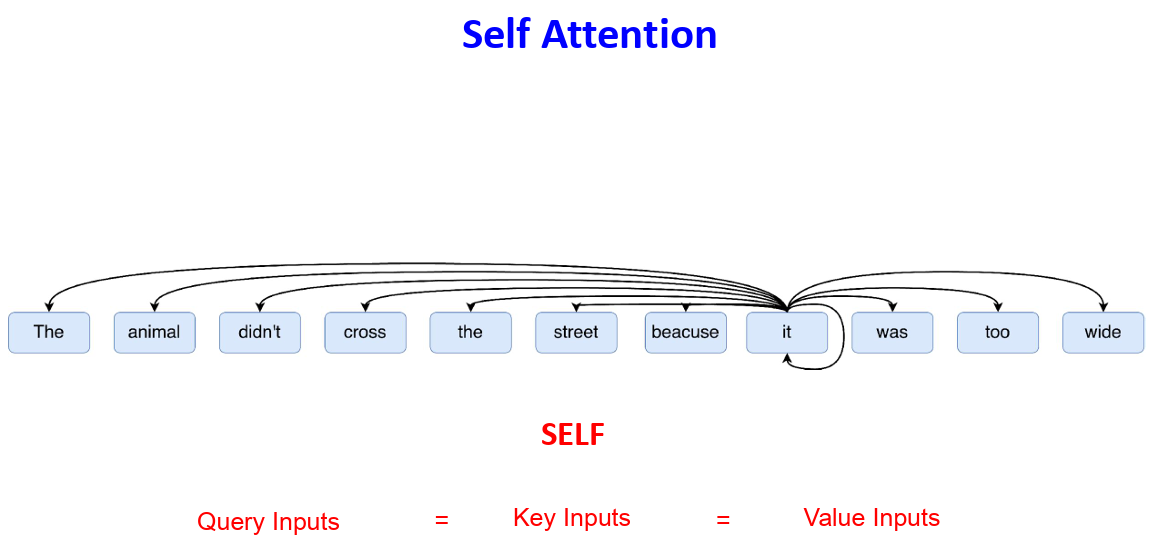 Self Attention
The animal didn't cross the street beacuse it was too wide
SELF
Query Inputs = Key Inputs = Value Inputs